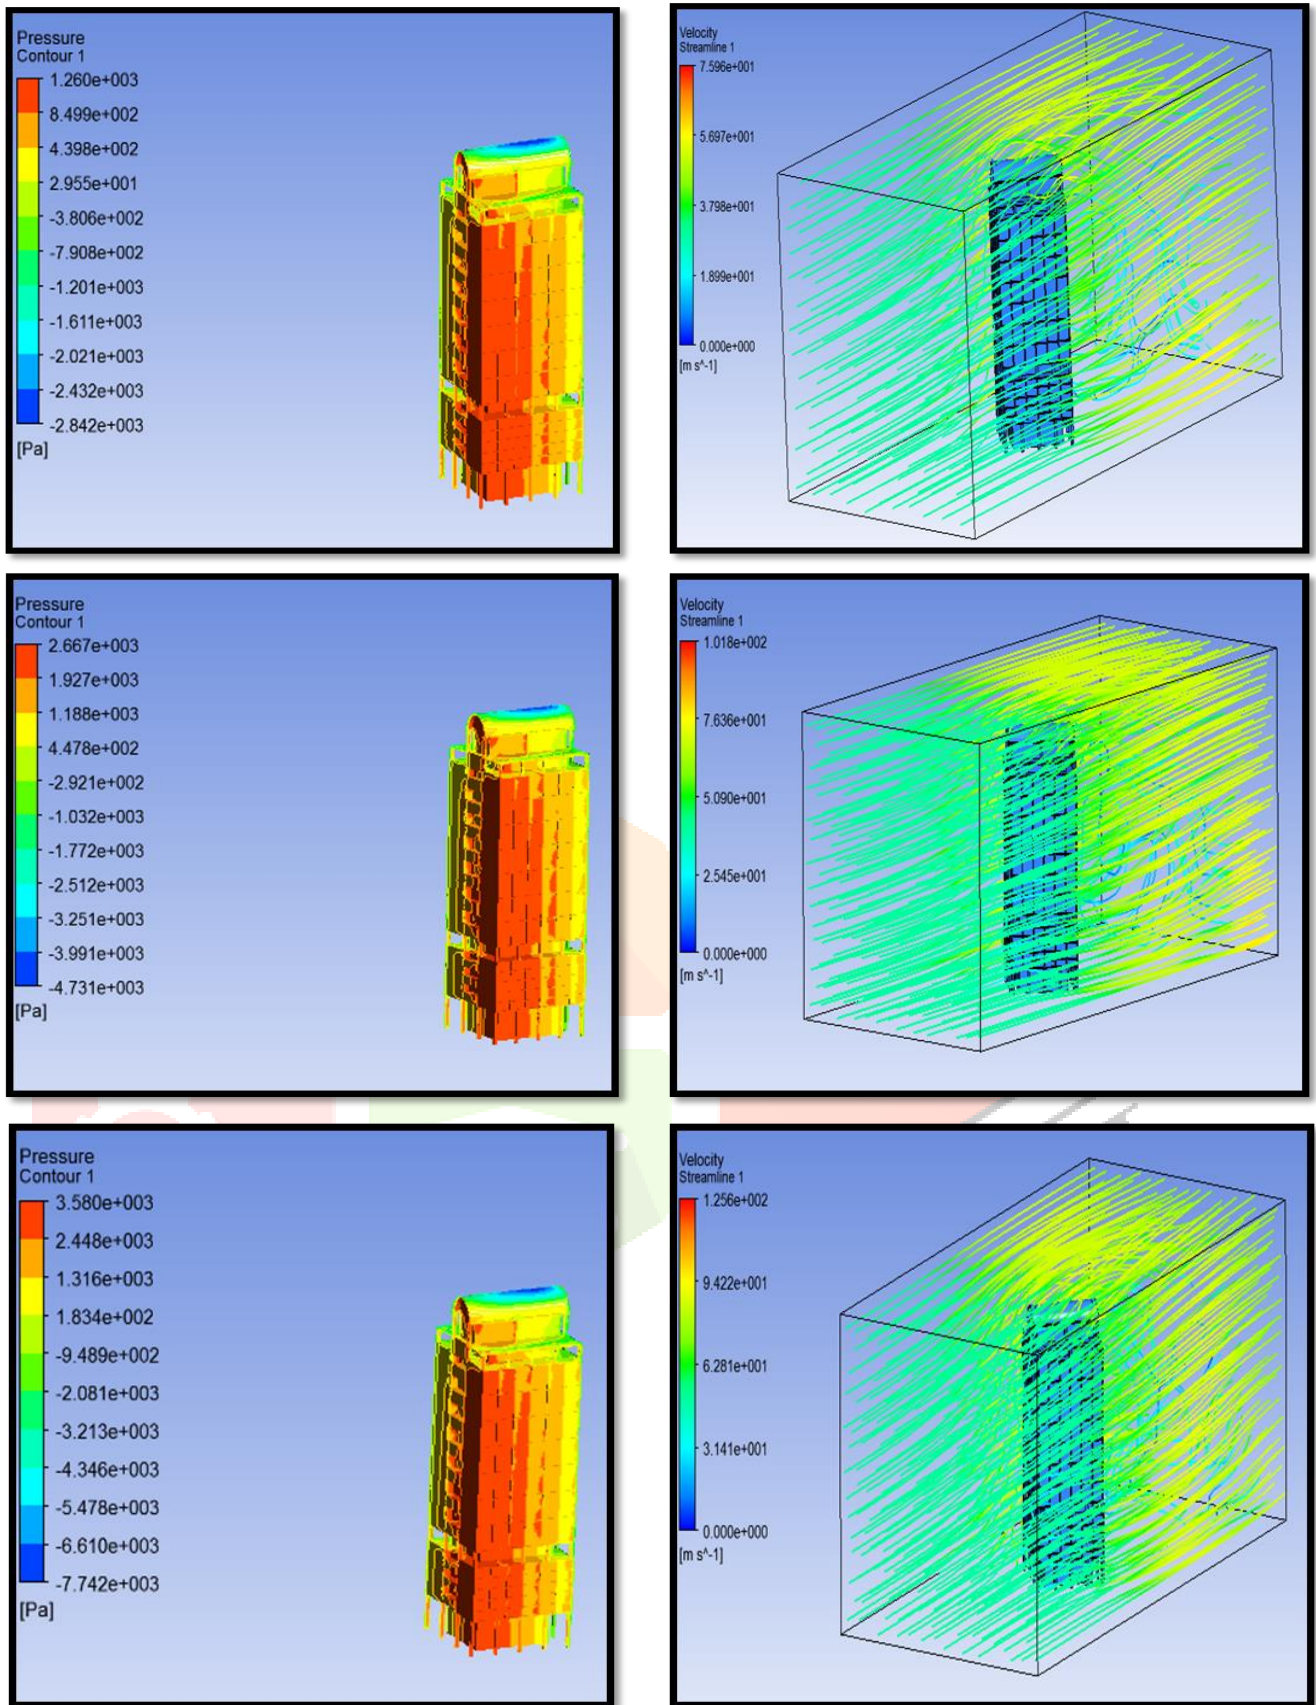 Pressure
Contour 1
1.260e+003
8.499e+002
4.398e+002
2.955e+001
-3.806e+002
-7.908e+002
-1.201e+003
-1.611e+003
-2.021e+003
-2.432e+003
-2.842e+003
[Pa]
Velocity
Streamline 1
7.596e+001
5.697e+001
3.798e+001
1.899e+001
0.000e+000
[m s^-1]
Pressure
Contour 1
2.667e+003
1.927e+003
1.188e+003
4.478e+002
-2.921e+002
-1.032e+003
-1.772e+003
-2.512e+003
-3.251e+003
-3.991e+003
-4.731e+003
[Pa]
Velocity
Streamline 1
1.018e+002
7.636e+001
5.090e+001
2.545e+001
0.000e+000
[m s^-1]
Pressure
Contour 1
3.580e+003
2.448e+003
1.316e+003
1.834e+002
-9.489e+002
-2.081e+003
-3.213e+003
-4.346e+003
-5.478e+003
-6.610e+003
-7.742e+003
[Pa]
Velocity
Streamline 1
1.256e+002
9.422e+001
6.281e+001
3.141e+001
0.000e+000
[m s^-1]